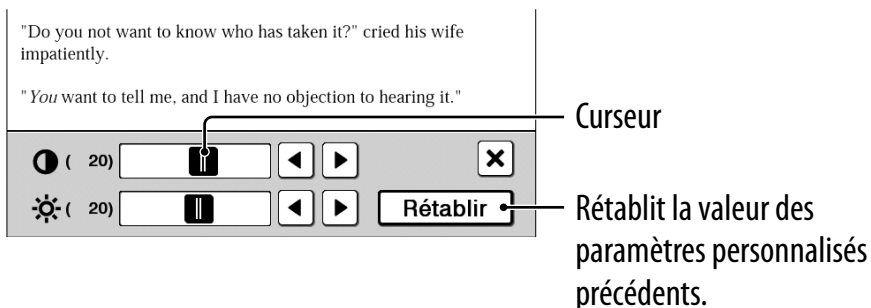 "Do you not want to know who has taken it?" cried his wife
impatiently.
"You want to tell me, and I have no objection to hearing it."
Curseur
( 20)
( 20)
Rétablir
Rétablit la valeur des
paramètres personnalisés
précédents.